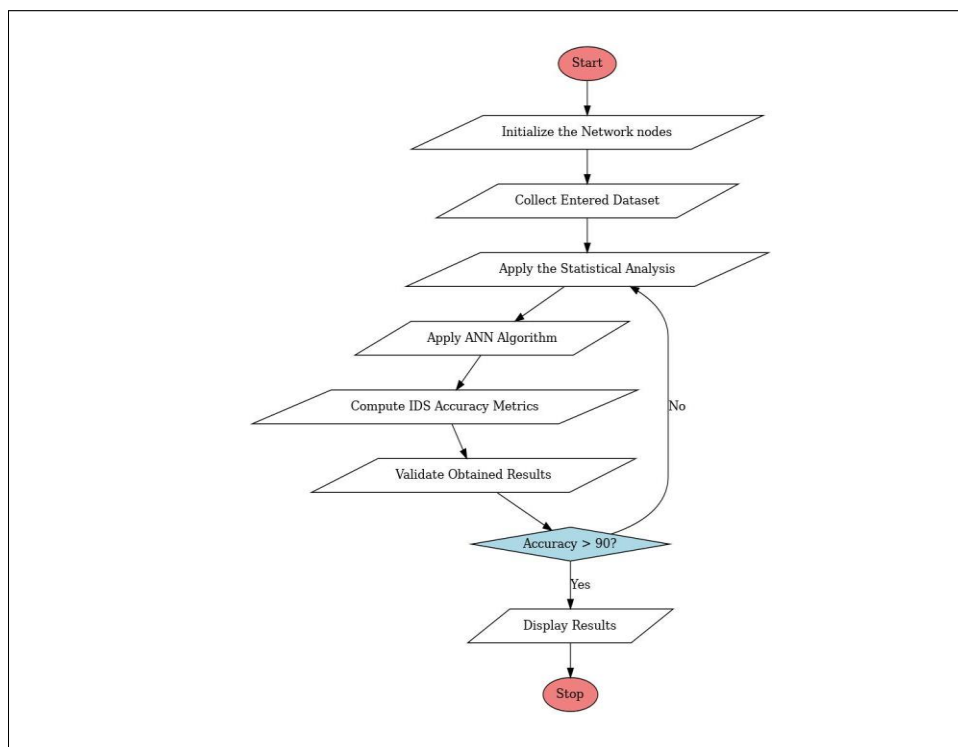 Start
Initialize the Network nodes
Collect Entered Dataset
Apply the Statistical Analysis
Apply ANN Algorithm
Compute IDS Accuracy Metrics
No
Validate Obtained Results
Accuracy > 90?
Yes
Display Results
Stop